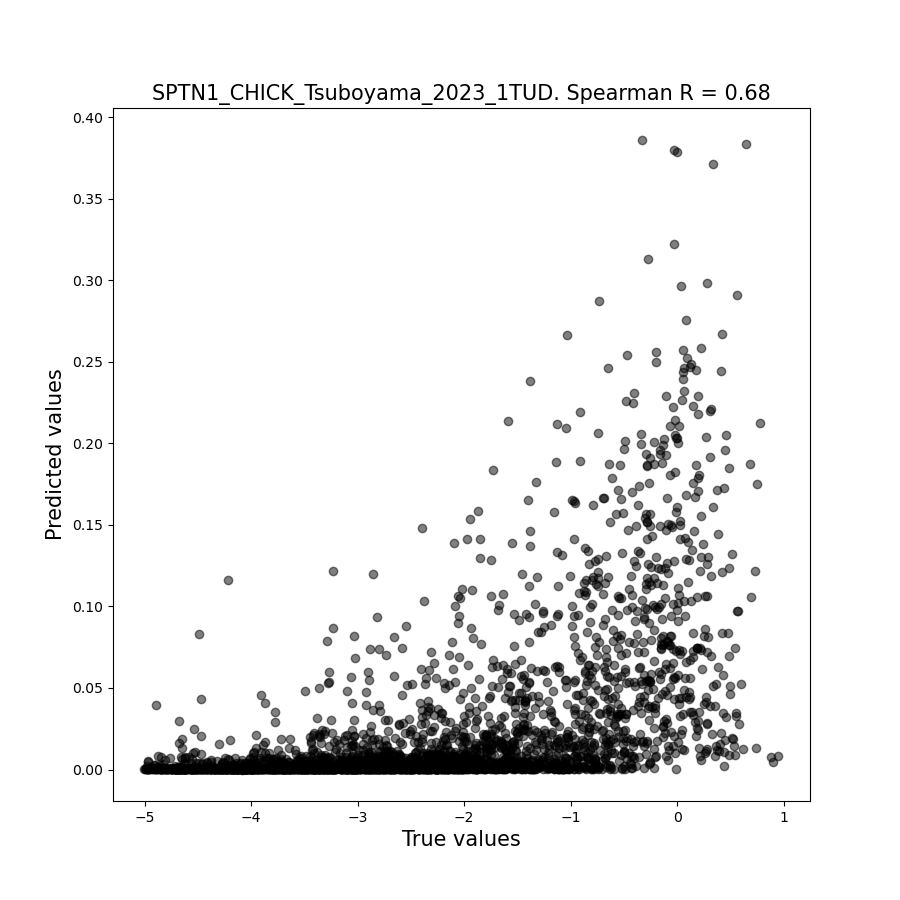 SPTN1_CHICK_Tsuboyama_2023_1TUD. Spearman R = 0.68
0.40
0.35
0.30
0.25
0.20
0.15
0.10
0.05
0.00
Predicted values
−5 −4 −3 −2 −1 0 1
True values